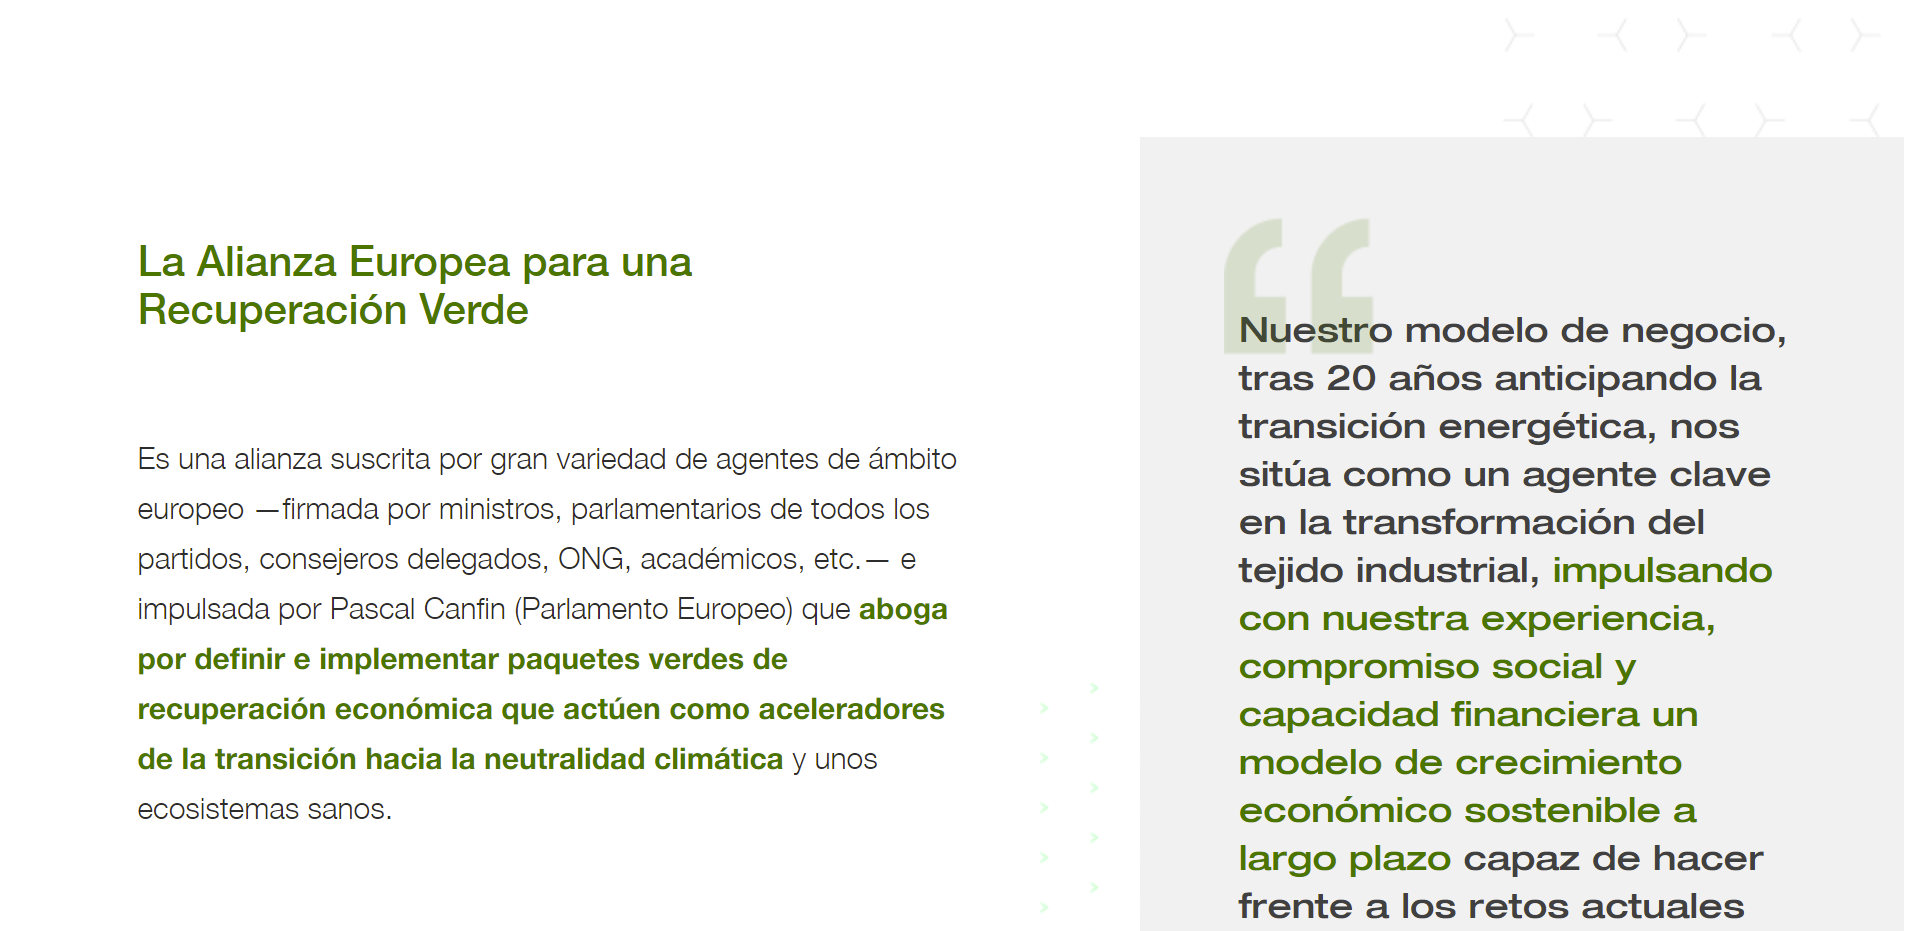 La Alianza Europea para una
Recuperación Verde
Es una alianza suscrita por gran variedad de agentes de ámbito
europeo —firmada por ministros, parlamentarios de todos los
partidos, consejeros delegados, ONG, académicos, etc.— e
impulsada por Pascal Canfin (Parlamento Europeo) que aboga
por definir e implementar paquetes verdes de
recuperación económica que actúen como aceleradores
de la transición hacia la neutralidad climática y unos
ecosistemas sanos.
“
Nuestro modelo de negocio,
tras 20 años anticipando la
transición energética, nos
sitúa como un agente clave
en la transformación del
tejido industrial, impulsando
con nuestra experiencia,
compromiso social y
capacidad financiera un
modelo de crecimiento
económico sostenible a
largo plazo capaz de hacer
frente a los retos actuales